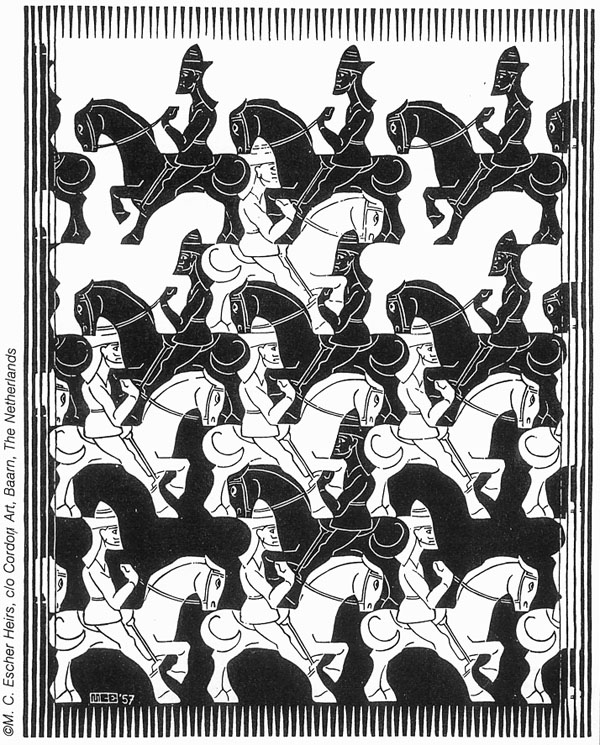 ©M. C. Escher Heirs, c/o Cordon Art, Baarn, The Netherlands
MCE '57